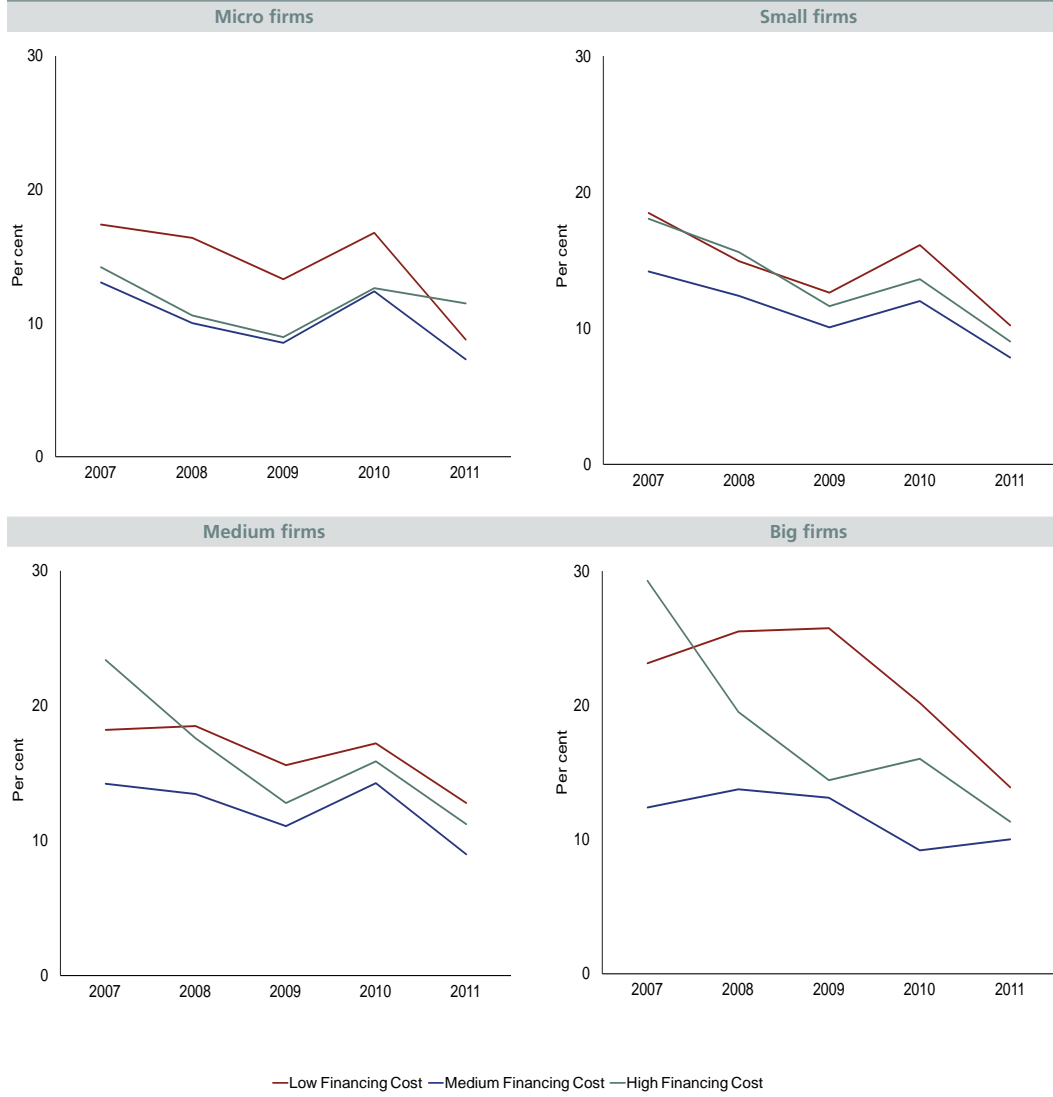 Micro firms
Small firms
30
20
10
0
Per cent
2007 2008 2009 2010 2011
30
20
10
0
Per cent
2007 2008 2009 2010 2011
Medium firms
Big firms
30
20
10
0
Per cent
2007 2008 2009 2010 2011
30
20
10
0
Per cent
2007 2008 2009 2010 2011
Low Financing Cost Medium Financing Cost High Financing Cost